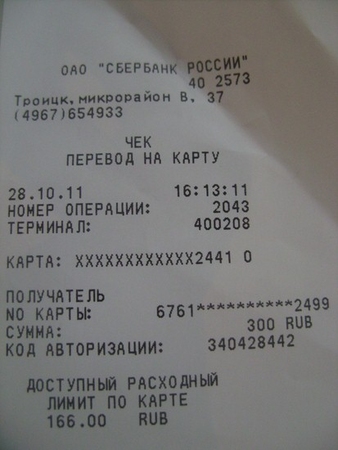 ОАО "СБЕРБАНК РОССИИ"
40 2573
Троицк, микрорайон В, 37
(4967)654933
ЧЕК
ПЕРЕВОД НА КАРТУ
28.10.11 16:13:11
НОМЕР ОПЕРАЦИИ: 2043
ТЕРМИНАЛ: 400208
КАРТА: XXXXXXXXXXXX2441 0
ПОЛУЧАТЕЛЬ
NO КАРТЫ: 6761**********2499
СУММА: 300 RUB
КОД АВТОРИЗАЦИИ: 340428442
ДОСТУПНЫЙ РАСХОДНЫЙ
ЛИМИТ ПО КАРТЕ
166.00 RUB